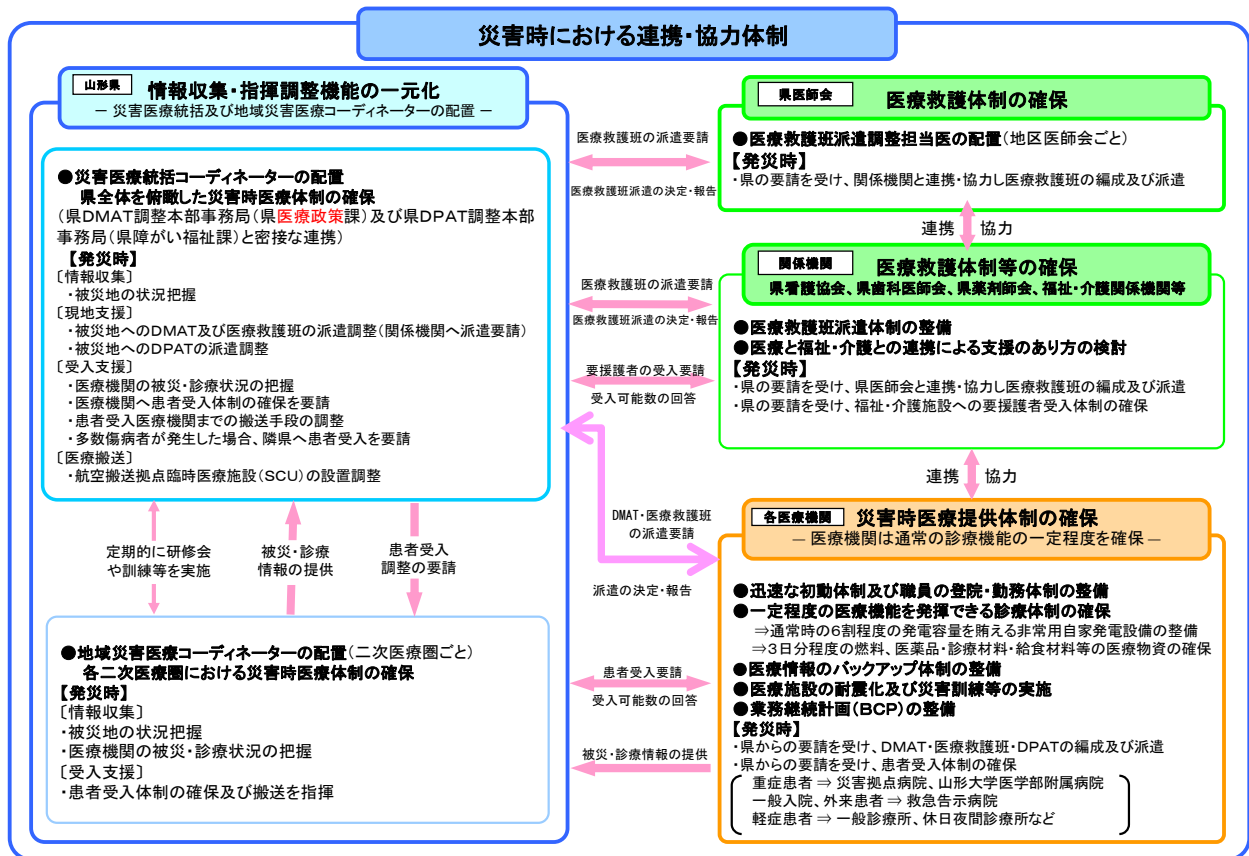 災害時における連携・協力体制
山形県 情報収集・指揮調整機能の一元化
― 災害医療統括及び地域災害医療コーディネーターの配置 ―
●災害医療統括コーディネーターの配置
県全体を俯瞰した災害時医療体制の確保
(県DMAT調整本部事務局(県医療政策課)及び県DPAT調整本部
事務局(県障がい福祉課)と密接な連携)
【発災時】
〔情報収集〕
・被災地の状況把握
[現地支援]
・被災地へのDMAT及び医療救護班の派遣調整(関係機関へ派遣要請)
・被災地へのDPATの派遣調整
[受入支援]
・医療機関の被災・診療状況の把握
・医療機関へ患者受入体制の確保を要請
・患者受入医療機関までの搬送手段の調整
・多数傷病者が発生した場合、隣県へ患者受入を要請
〔医療搬送〕
・航空搬送拠点臨時医療施設(SCU)の設置調整
定期的に研修会
や訓練等を実施
被災・診療
情報の提供
患者受入
調整の要請
●地域災害医療コーディネーターの配置(二次医療圏ごと)
各二次医療圏における災害時医療体制の確保
【発災時】
〔情報収集〕
・被災地の状況把握
・医療機関の被災・診療状況の把握
〔受入支援〕
・患者受入体制の確保及び搬送を指揮
医療救護班の派遣要請
医療救護班派遣の決定・報告
医療救護班の派遣要請
医療救護班派遣の決定・報告
要援護者の受入要請
受入可能数の回答
DMAT・医療救護班
の派遣要請
派遣の決定・報告
患者受入要請
受入可能数の回答
被災・診療情報の提供
県医師会 医療救護体制の確保
●医療救護班派遣調整担当医の配置(地区医師会ごと)
【発災時】
・県の要請を受け、関係機関と連携・協力し医療救護班の編成及び派遣
連携 協力
関係機関 医療救護体制等の確保
県看護協会、県歯科医師会、県薬剤師会、福祉・介護関係機関等
●医療救護班派遣体制の整備
●医療と福祉・介護との連携による支援のあり方の検討
【発災時】
・県の要請を受け、県医師会と連携・協力し医療救護班の編成及び派遣
・県の要請を受け、福祉・介護施設への要援護者受入体制の確保
連携 協力
各医療機関 災害時医療提供体制の確保
― 医療機関は通常の診療機能の一定程度を確保 ―
●迅速な初動体制及び職員の登院・勤務体制の整備
●一定程度の医療機能を発揮できる診療体制の確保
⇒通常時の6割程度の発電容量を賄える非常用自家発電設備の整備
⇒3日分程度の燃料、医薬品・診療材料・給食材料等の医療物資の確保
●医療情報のバックアップ体制の整備
●医療施設の耐震化及び災害訓練等の実施
●業務継続計画(BCP)の整備
【発災時】
・県からの要請を受け、DMAT・医療救護班・DPATの編成及び派遣
・県からの要請を受け、患者受入体制の確保
重症患者 ⇒ 災害拠点病院、山形大学医学部附属病院
一般入院、外来患者 ⇒ 救急告示病院
軽症患者 ⇒ 一般診療所、休日夜間診療所など